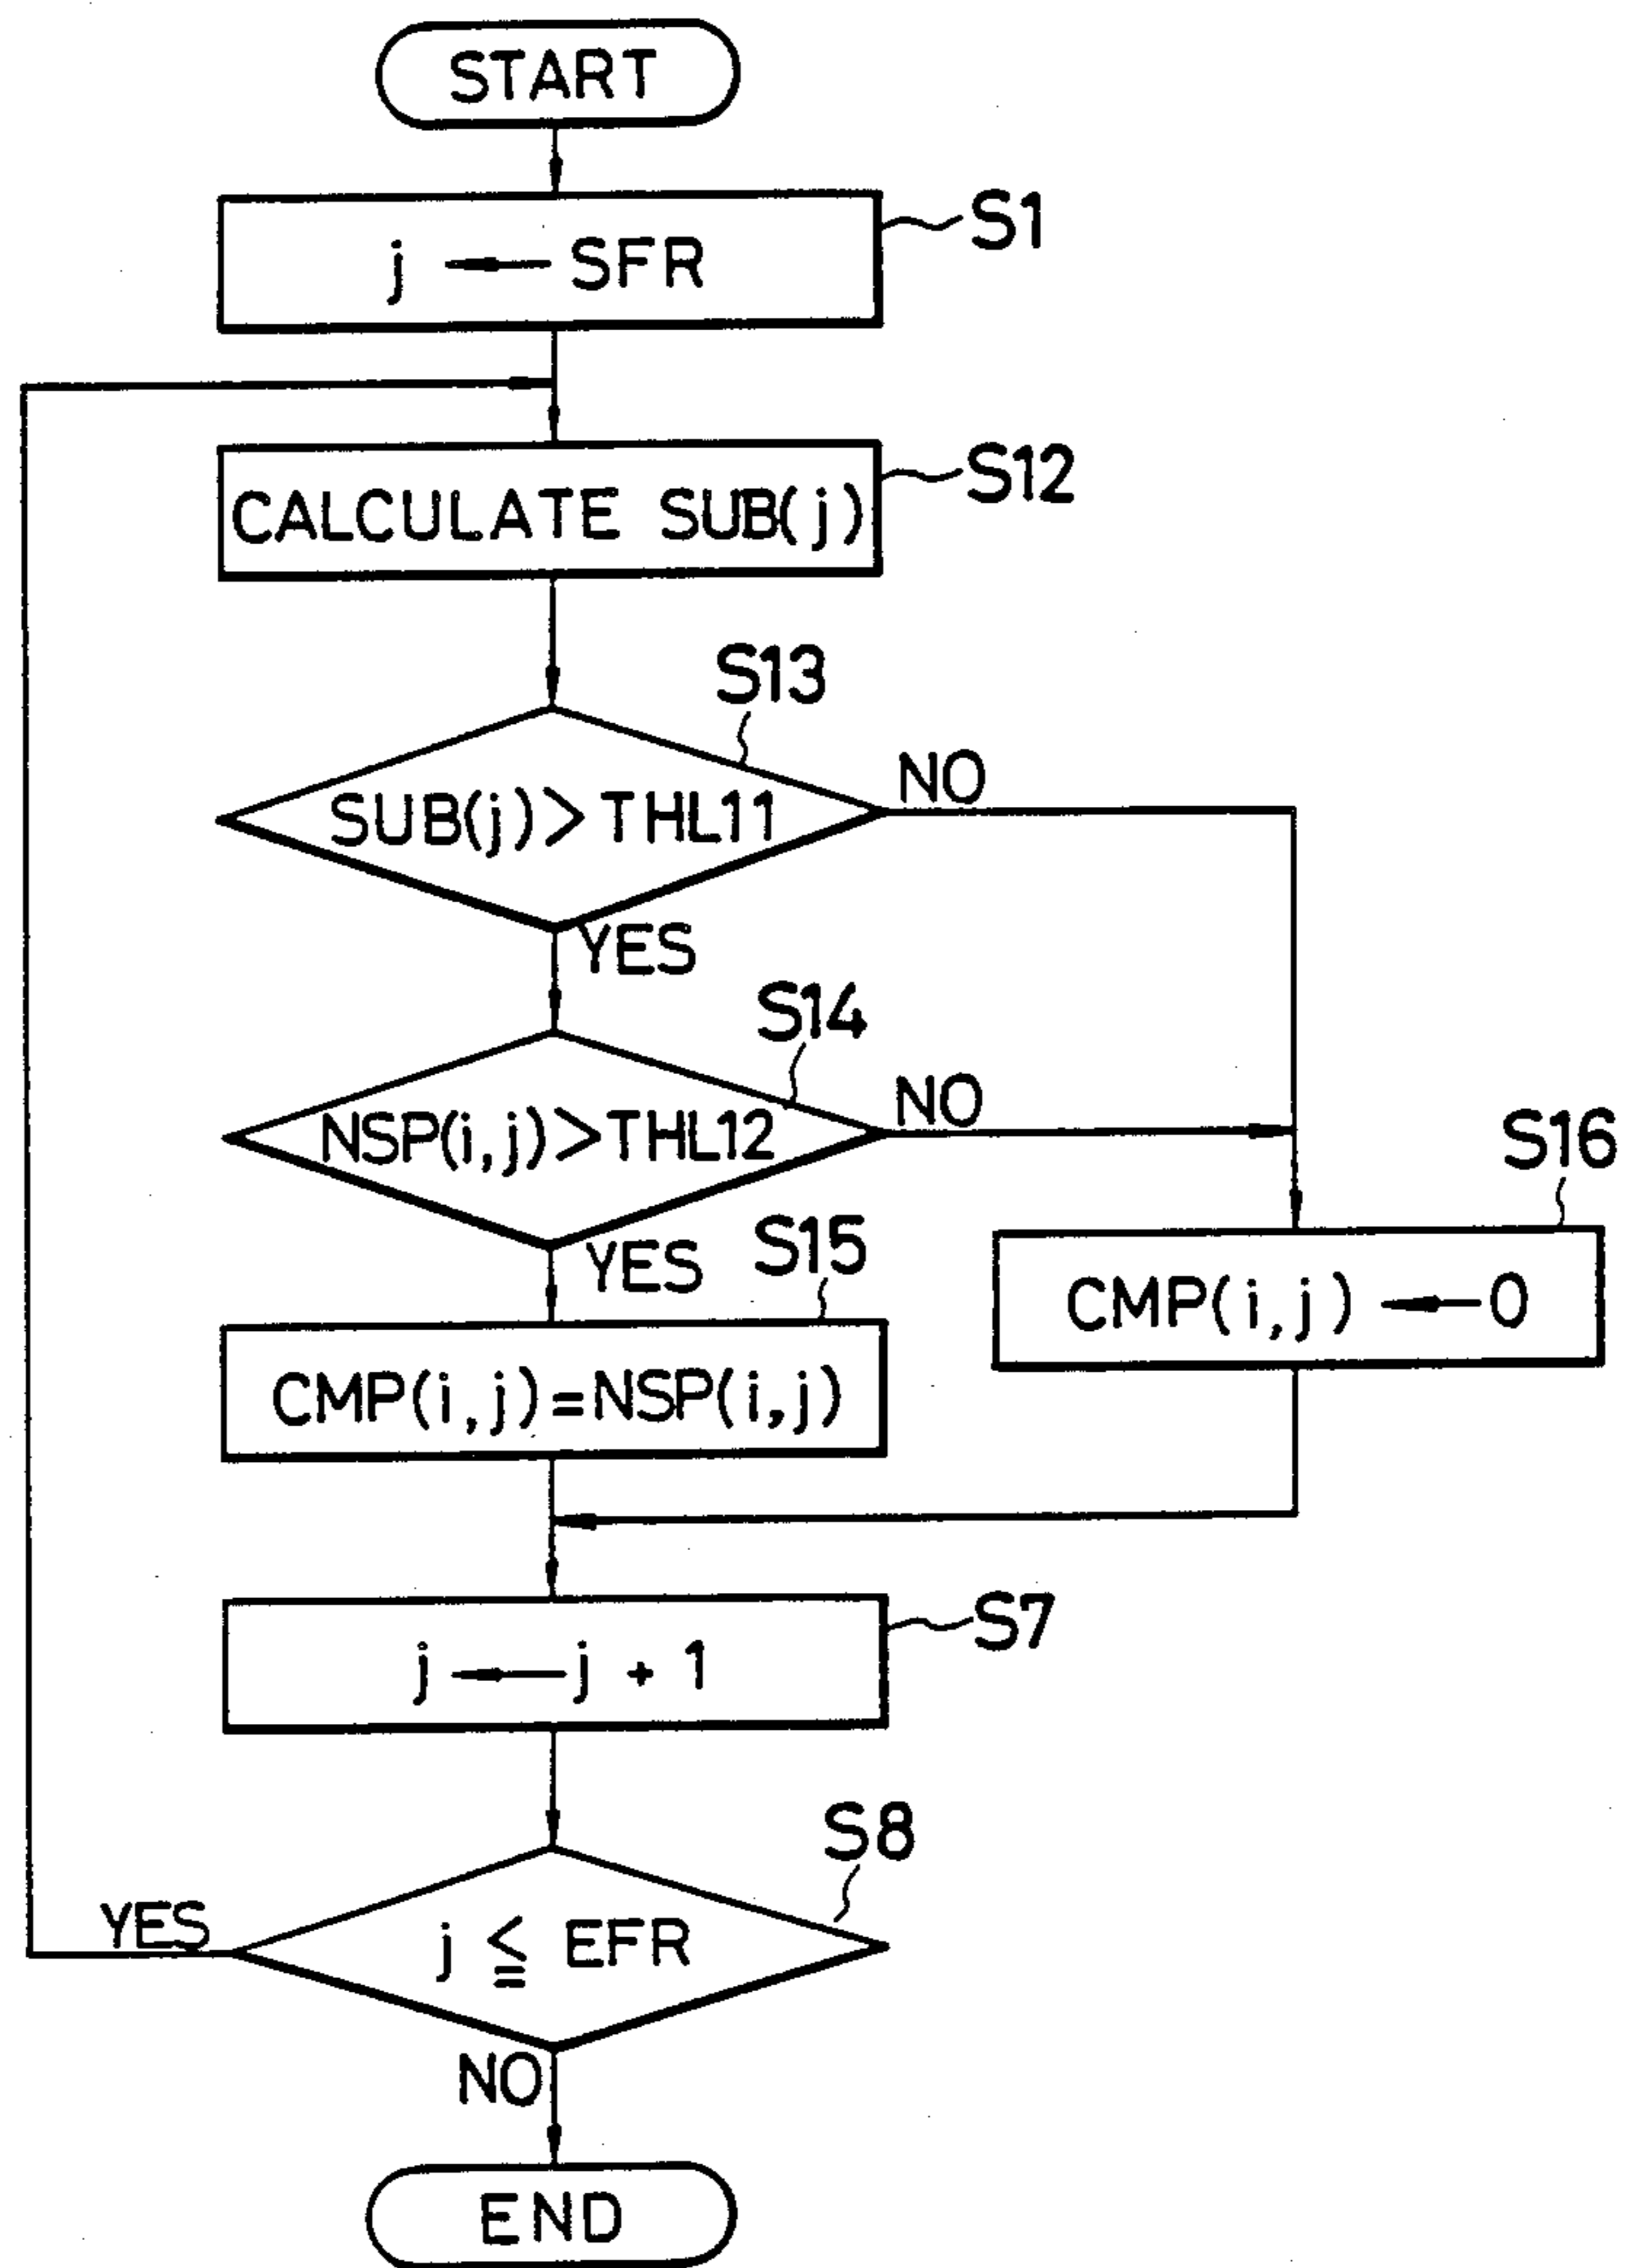 START
j ← SFR
S1
CALCULATE SUB(j)
S12
S13
SUB(j)>THL11
NO
YES
S14
NSP(i,j)>THL12
NO
YES
S15
S16
CMP(i,j)=NSP(i,j)
CMP(i,j) ← 0
j ← j + 1
S7
S8
j ≦ EFR
YES
NO
END